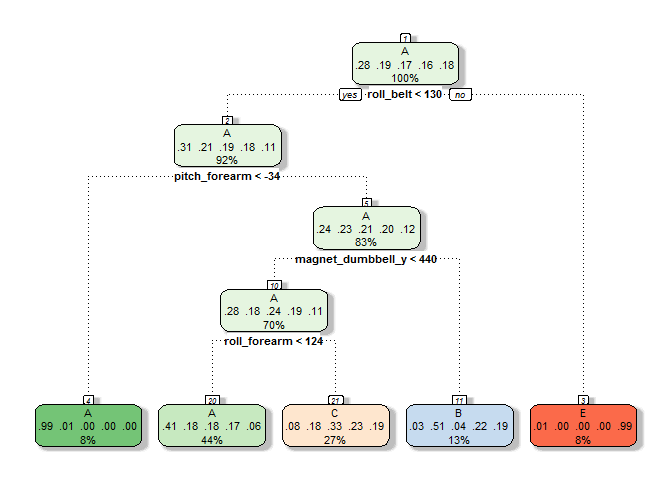 1
A
.28 .19 .17 .16 .18
100%
yes roll_belt < 130 no
2
A
.31 .21 .19 .18 .11
92%
pitch_forearm < -34
5
A
.24 .23 .21 .20 .12
83%
magnet_dumbbell_y < 440
10
A
.28 .18 .24 .19 .11
70%
roll_forearm < 124
4
A
.99 .01 .00 .00 .00
8%
20
A
.41 .18 .18 .17 .06
44%
21
C
.08 .18 .33 .23 .19
27%
11
B
.03 .51 .04 .22 .19
13%
3
E
.01 .00 .00 .00 .99
8%